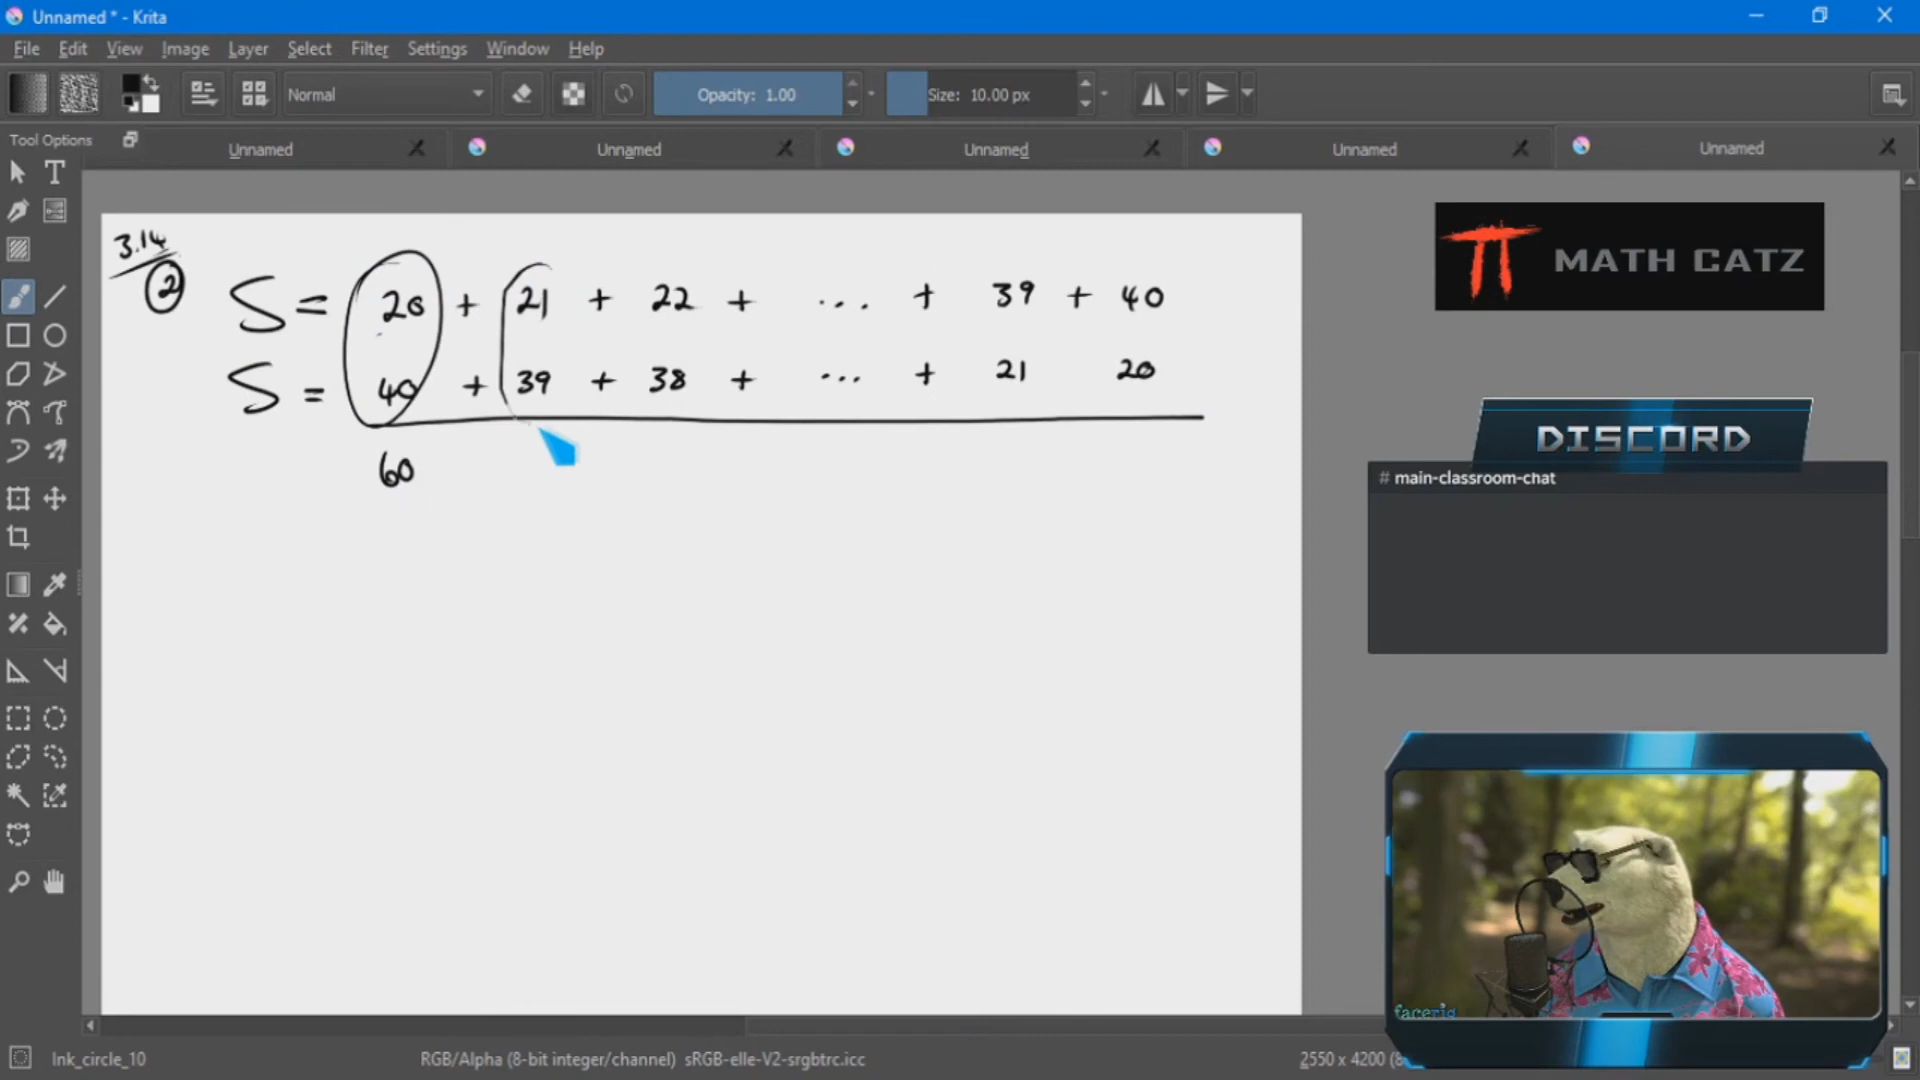 Unnamed * - Krita
File Edit View Image Layer Select Filter Settings Window Help
Normal Opacity: 1.00 Size: 10.00 px
Tool Options Unnamed Unnamed Unnamed Unnamed Unnamed
3.14
2
S = 20 + 21 + 22 + ... + 39 + 40
S = 40 + 39 + 38 + ... + 21 20
60
π MATH CATZ
DISCORD
# main-classroom-chat
facerig
Ink_circle_10 RGB/Alpha (8-bit integer/channel) sRGB-elle-V2-srgbtrc.icc 2550 x 4200 (8